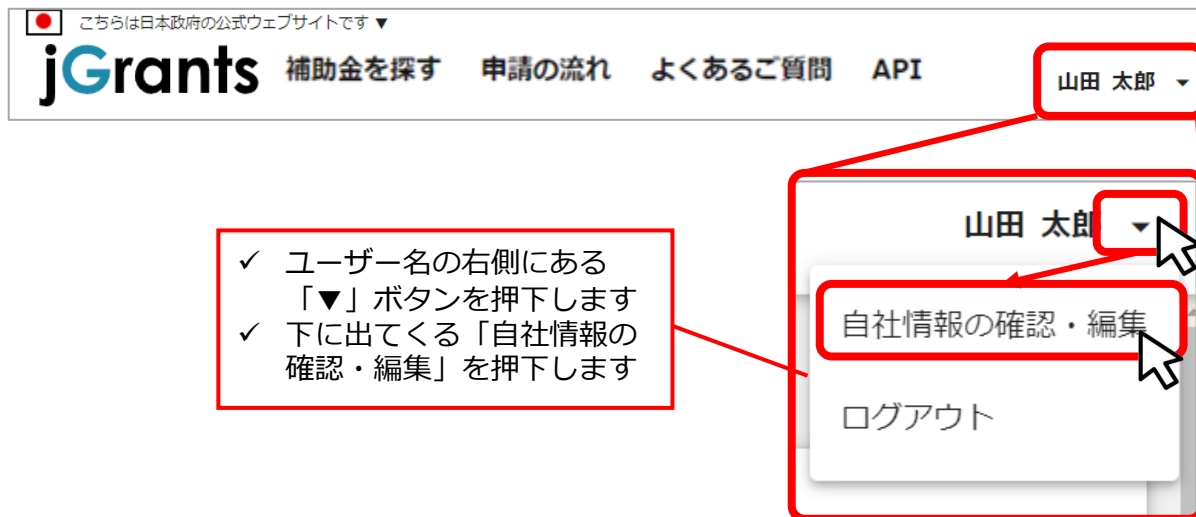 こちらは日本政府の公式ウェブサイトです ▼
jGrants 補助金を探す 申請の流れ よくあるご質問 API 山田 太郎 ▼
山田 太郎 ▼
✓ ユーザー名の右側にある
「▼」ボタンを押下します
✓ 下に出てくる「自社情報の
確認・編集」を押下します
自社情報の確認・編集
ログアウト